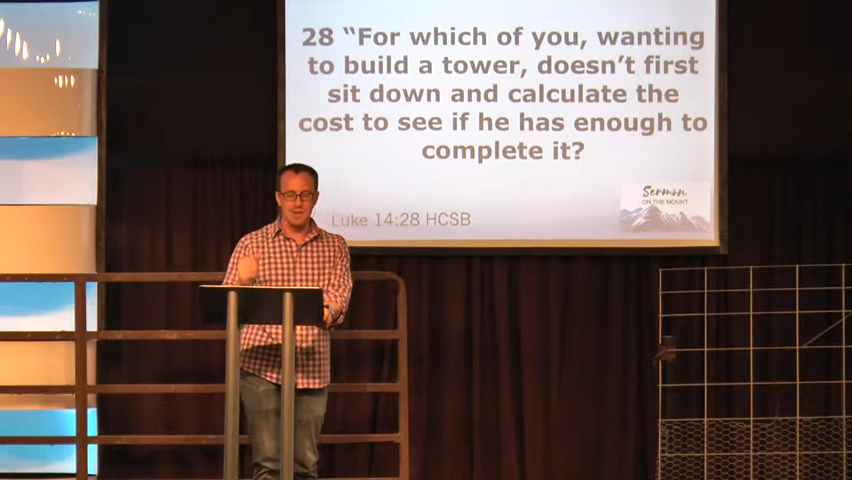 28 “For which of you, wanting
to build a tower, doesn’t first
sit down and calculate the
cost to see if he has enough to
complete it?
Luke 14:28 HCSB
Sermon
ON THE MOUNT